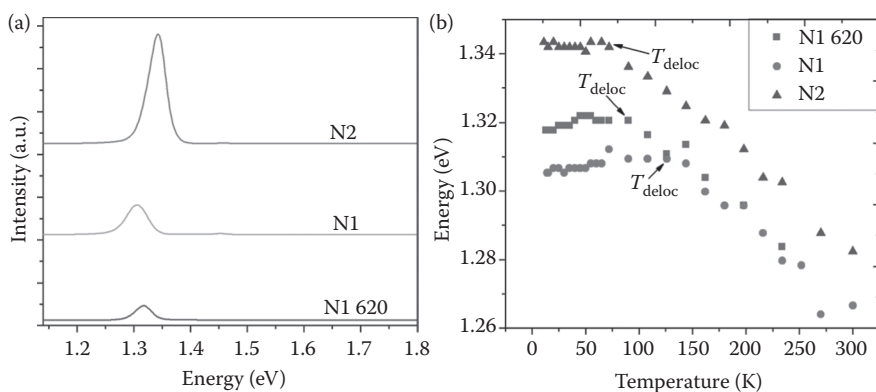 (a)
Intensity (a.u.)
N2
N1
N1 620
1.2 1.3 1.4 1.5 1.6 1.7 1.8
Energy (eV)
(b)
Energy (eV)
1.34
1.32
1.30
1.28
1.26
T_deloc
T_deloc
T_deloc
N1 620
N1
N2
0 50 100 150 200 250 300
Temperature (K)